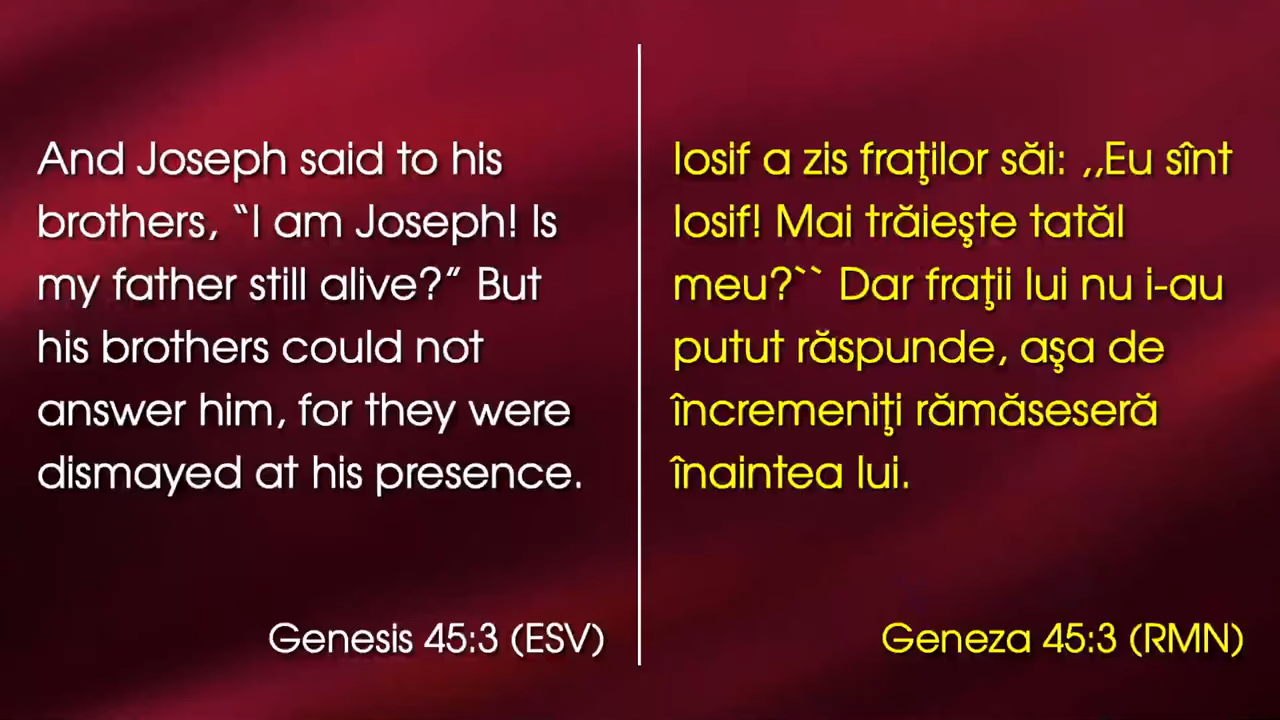 And Joseph said to his
brothers, “I am Joseph! Is
my father still alive?” But
his brothers could not
answer him, for they were
dismayed at his presence.
Genesis 45:3 (ESV)
Iosif a zis fraţilor săi: ,,Eu sînt
Iosif! Mai trăieşte tatăl
meu?`` Dar fraţii lui nu i-au
putut răspunde, aşa de
încremeniţi rămăseseră
înaintea lui.
Geneza 45:3 (RMN)